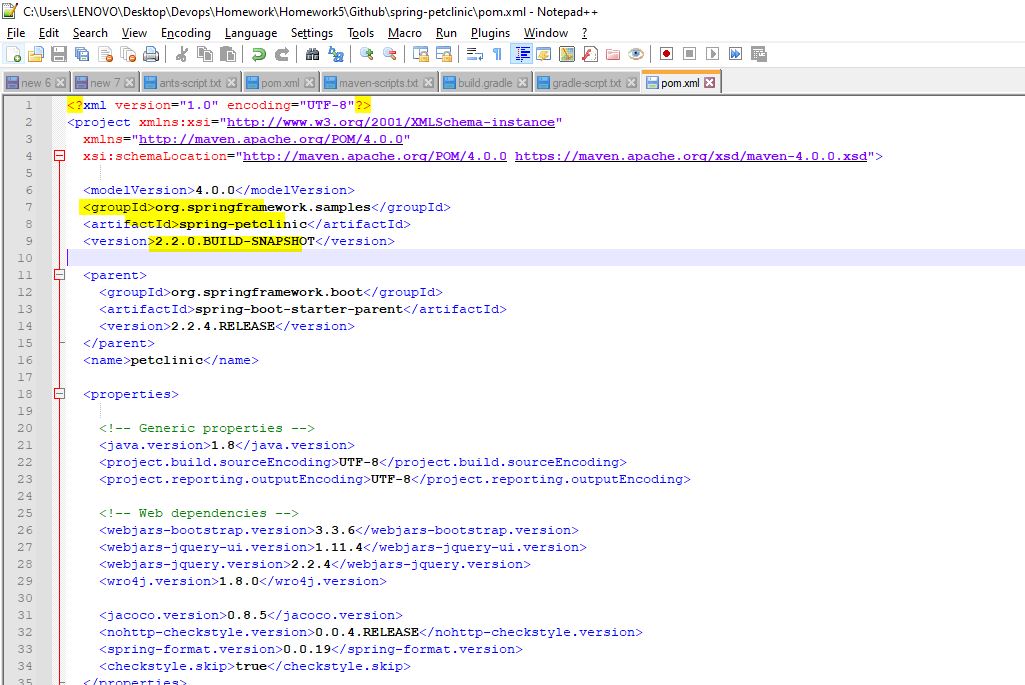 C:\Users\LENOVO\Desktop\Devops\Homework\Homework5\Github\spring-petclinic\pom.xml - Notepad++
File Edit Search View Encoding Language Settings Tools Macro Run Plugins Window ?
new 6 new 7 ants-script.txt pom.xml maven-scripts.txt build.gradle gradle-scrpt.txt pom.xml
1 <?xml version="1.0" encoding="UTF-8"?>
2 <project xmlns:xsi="http://www.w3.org/2001/XMLSchema-instance"
3 xmlns="http://maven.apache.org/POM/4.0.0"
4 xsi:schemaLocation="http://maven.apache.org/POM/4.0.0 https://maven.apache.org/xsd/maven-4.0.0.xsd">
5
6 <modelVersion>4.0.0</modelVersion>
7 <groupId>org.springframework.samples</groupId>
8 <artifactId>spring-petclinic</artifactId>
9 <version>2.2.0.BUILD-SNAPSHOT</version>
10
11 <parent>
12 <groupId>org.springframework.boot</groupId>
13 <artifactId>spring-boot-starter-parent</artifactId>
14 <version>2.2.4.RELEASE</version>
15 </parent>
16 <name>petclinic</name>
17
18 <properties>
19
20 <!-- Generic properties -->
21 <java.version>1.8</java.version>
22 <project.build.sourceEncoding>UTF-8</project.build.sourceEncoding>
23 <project.reporting.outputEncoding>UTF-8</project.reporting.outputEncoding>
24
25 <!-- Web dependencies -->
26 <webjars-bootstrap.version>3.3.6</webjars-bootstrap.version>
27 <webjars-jquery-ui.version>1.11.4</webjars-jquery-ui.version>
28 <webjars-jquery.version>2.2.4</webjars-jquery.version>
29 <wro4j.version>1.8.0</wro4j.version>
30
31 <jacoco.version>0.8.5</jacoco.version>
32 <nohttp-checkstyle.version>0.0.4.RELEASE</nohttp-checkstyle.version>
33 <spring-format.version>0.0.19</spring-format.version>
34 <checkstyle.skip>true</checkstyle.skip>
35 </properties>